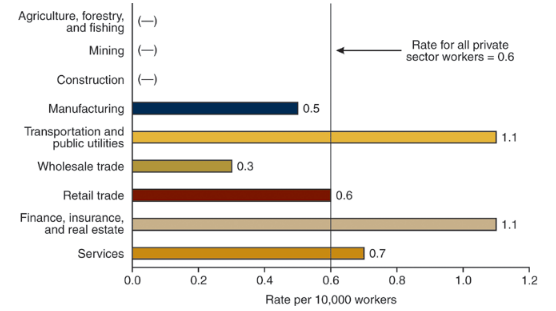 Agriculture, forestry,
and fishing
(—)
Mining
(—)
Rate for all private
sector workers = 0.6
Construction
(—)
Manufacturing
0.5
Transportation and
public utilities
1.1
Wholesale trade
0.3
Retail trade
0.6
Finance, insurance,
and real estate
1.1
Services
0.7
0.0 0.2 0.4 0.6 0.8 1.0 1.2
Rate per 10,000 workers